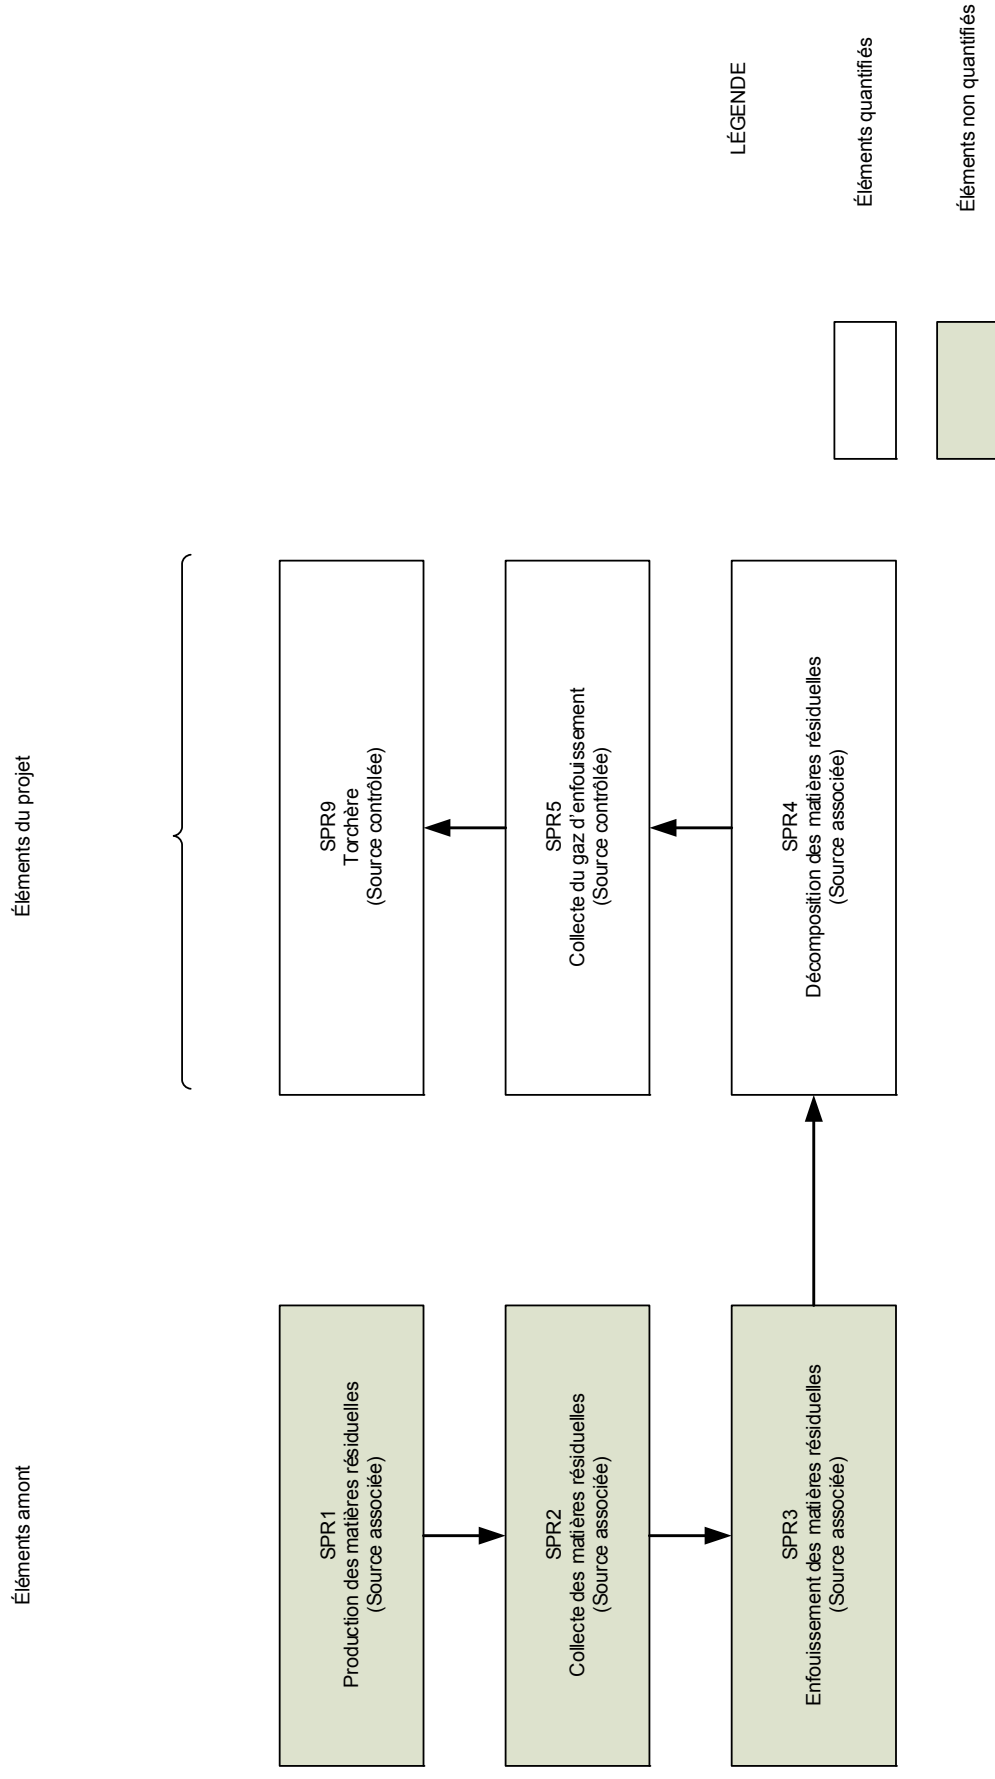 Éléments amont
Éléments du projet
SPR1
Production des matières résiduelles
(Source associée)
SPR2
Collecte des matières résiduelles
(Source associée)
SPR3
Enfouissement des matières résiduelles
(Source associée)
SPR9
Torchère
(Source contrôlée)
SPR5
Collecte du gaz d'enfouissement
(Source contrôlée)
SPR4
Décomposition des matières résiduelles
(Source associée)
LÉGENDE
Éléments quantifiés
Éléments non quantifiés